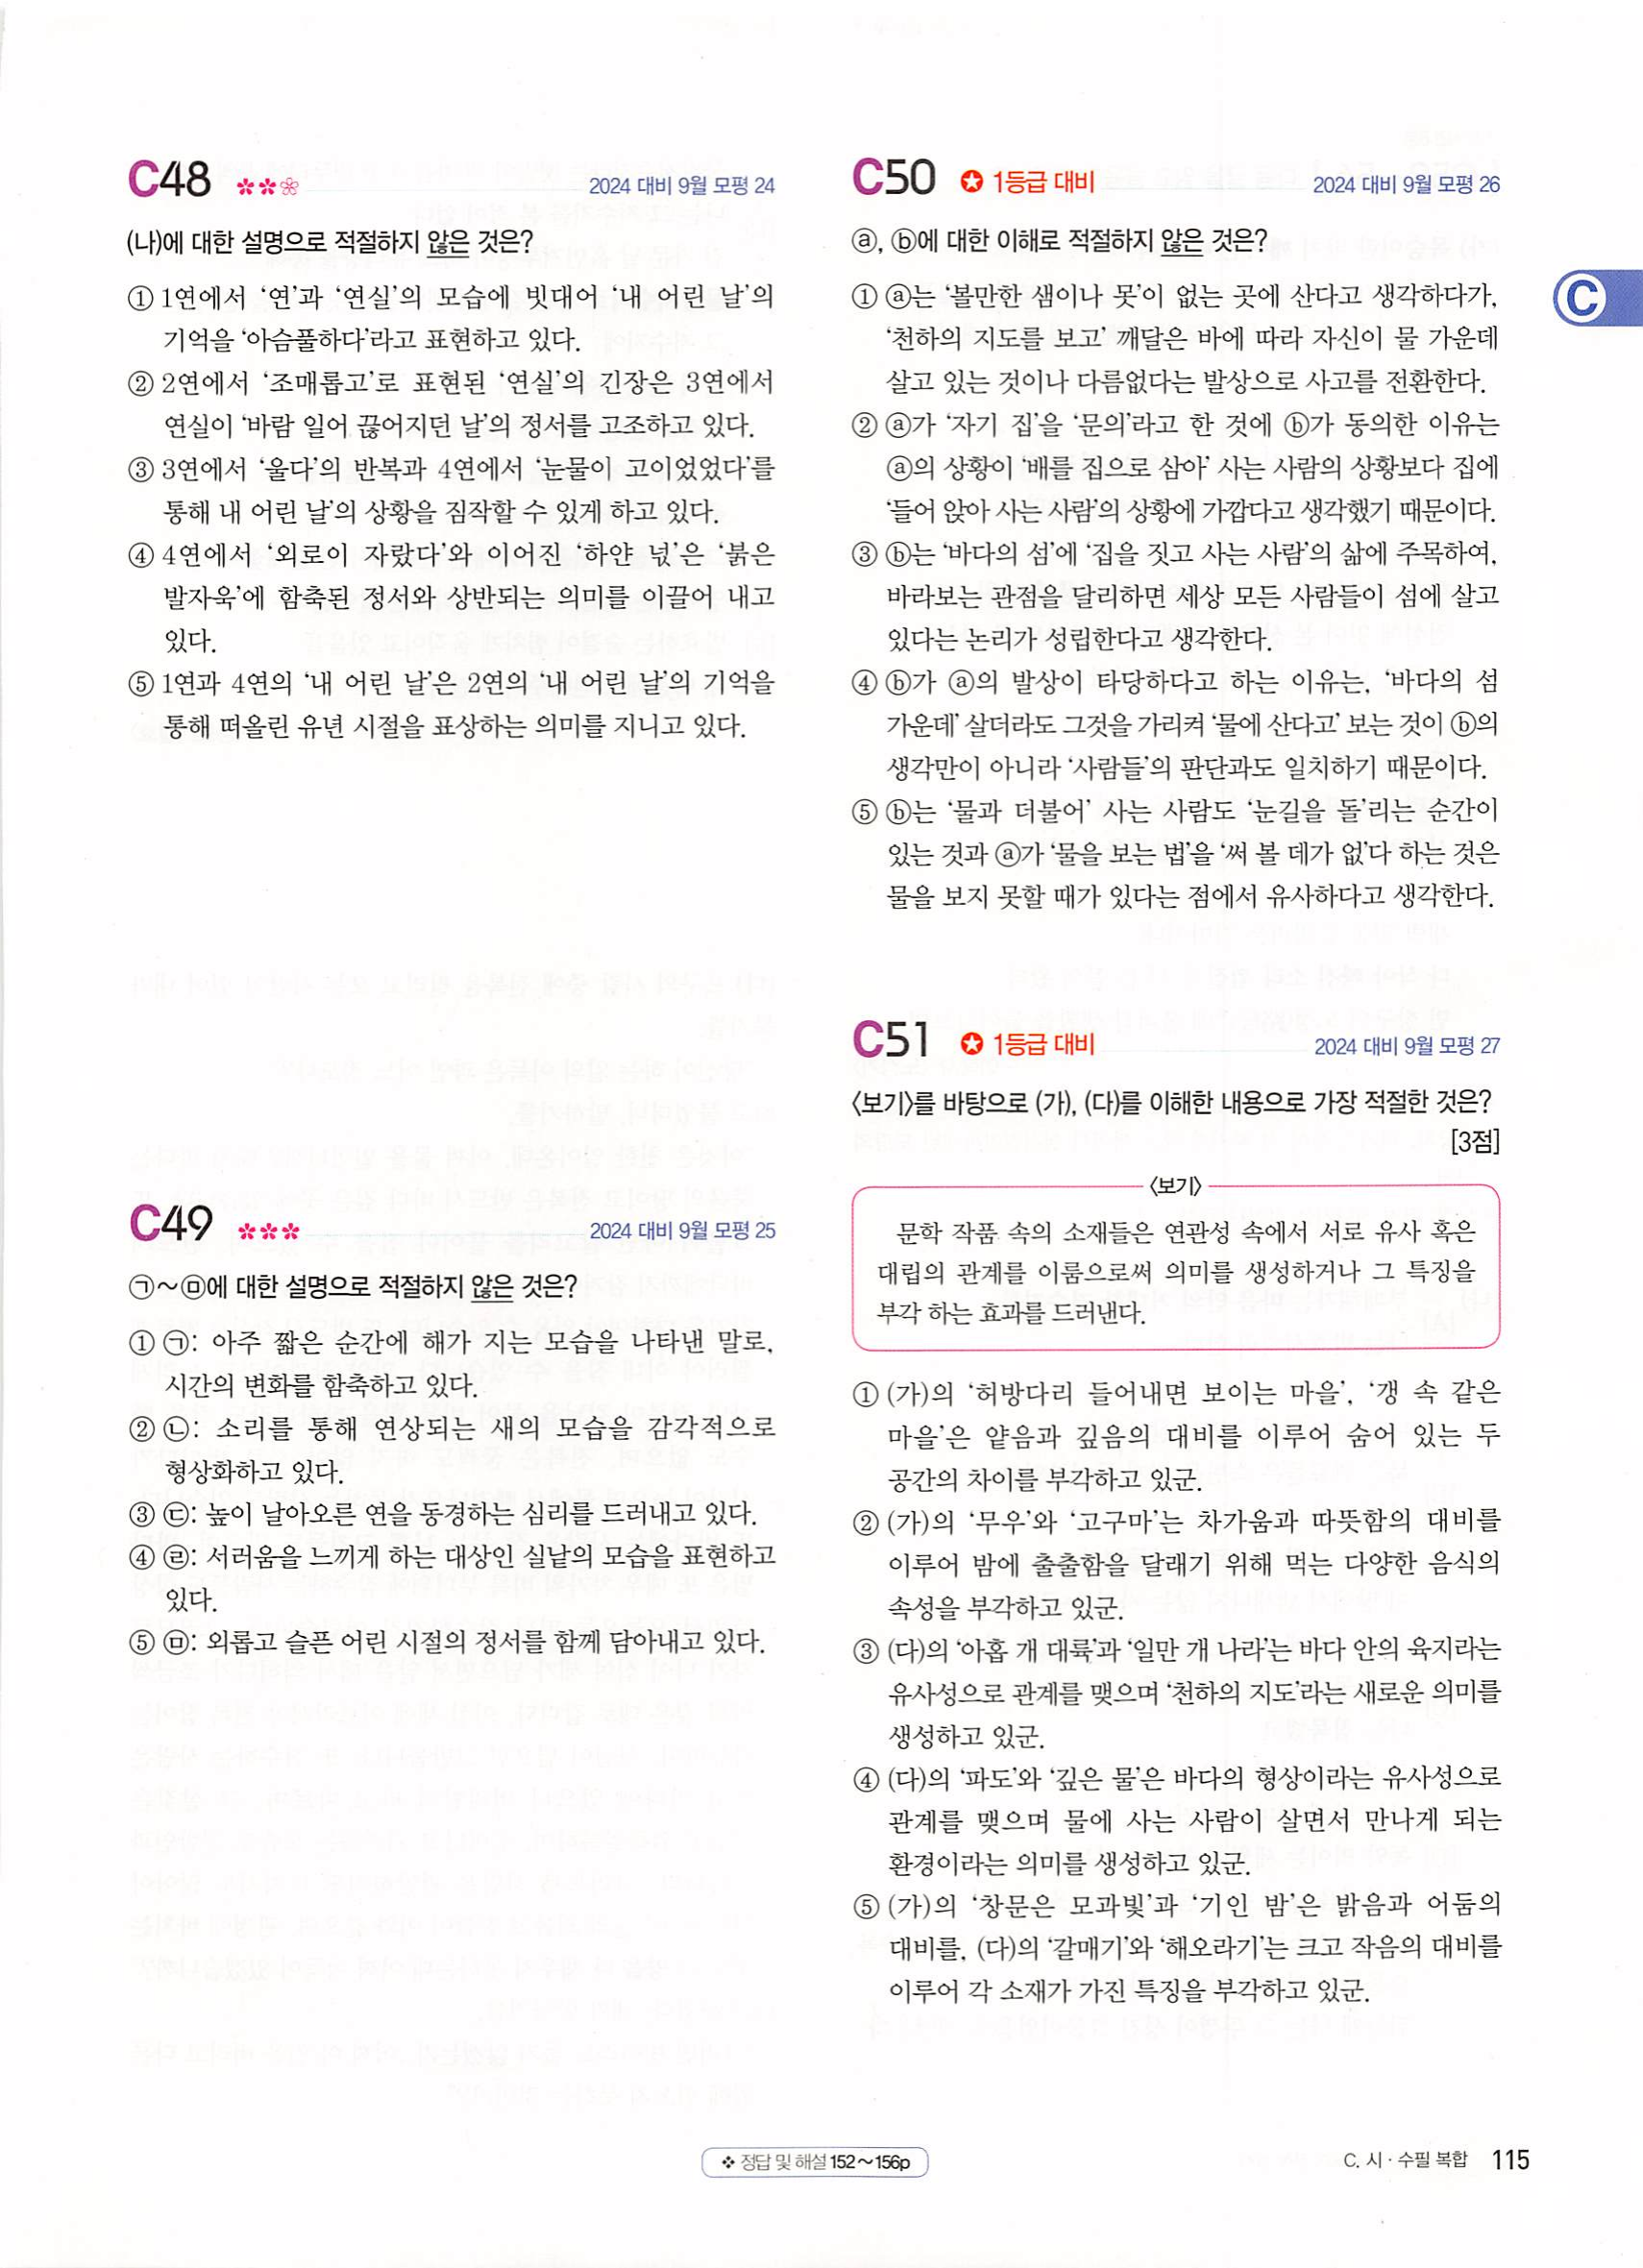 C48 2024 대비 9월 모평 24
(나)에 대한 설명으로 적절하지 않은 것은?
① 1연에서 ‘연’과 ‘연실’의 모습에 빗대어 ‘내 어린 날’의
기억을 ‘아슴풀하다’라고 표현하고 있다.
② 2연에서 ‘조매롭고’로 표현된 ‘연실’의 긴장은 3연에서
연실이 ‘바람 일어 끊어지던 날’의 정서를 고조하고 있다.
③ 3연에서 ‘울다’의 반복과 4연에서 ‘눈물이 고이었었다’를
통해 내 어린 날’의 상황을 짐작할 수 있게 하고 있다.
④ 4연에서 ‘외로이 자랐다’와 이어진 ‘하얀 넋’은 ‘붉은
발자욱’에 함축된 정서와 상반되는 의미를 이끌어 내고
있다.
⑤ 1연과 4연의 ‘내 어린 날’은 2연의 ‘내 어린 날’의 기억을
통해 떠올린 유년 시절을 표상하는 의미를 지니고 있다.
C49 2024 대비 9월 모평 25
㉠~㉤에 대한 설명으로 적절하지 않은 것은?
① ㉠: 아주 짧은 순간에 해가 지는 모습을 나타낸 말로,
시간의 변화를 함축하고 있다.
② ㉡: 소리를 통해 연상되는 새의 모습을 감각적으로
형상화하고 있다.
③ ㉢: 높이 날아오른 연을 동경하는 심리를 드러내고 있다.
④ ㉣: 서러움을 느끼게 하는 대상인 실낱의 모습을 표현하고
있다.
⑤ ㉤: 외롭고 슬픈 어린 시절의 정서를 함께 담아내고 있다.
C50 1등급 대비 2024 대비 9월 모평 26
ⓐ, ⓑ에 대한 이해로 적절하지 않은 것은?
① ⓐ는 ‘볼만한 샘이나 못’이 없는 곳에 산다고 생각하다가,
‘천하의 지도를 보고’ 깨달은 바에 따라 자신이 물 가운데
살고 있는 것이나 다름없다는 발상으로 사고를 전환한다.
② ⓐ가 ‘자기 집’을 ‘문의’라고 한 것에 ⓑ가 동의한 이유는
ⓐ의 상황이 ‘배를 집으로 삼아’ 사는 사람의 상황보다 집에
‘들어 앉아 사는 사람’의 상황에 가깝다고 생각했기 때문이다.
③ ⓑ는 ‘바다의 섬’에 ‘집을 짓고 사는 사람’의 삶에 주목하여,
바라보는 관점을 달리하면 세상 모든 사람들이 섬에 살고
있다는 논리가 성립한다고 생각한다.
④ ⓑ가 ⓐ의 발상이 타당하다고 하는 이유는, ‘바다의 섬
가운데’ 살더라도 그것을 가리켜 ‘물에 산다고’ 보는 것이 ⓑ의
생각만이 아니라 ‘사람들’의 판단과도 일치하기 때문이다.
⑤ ⓑ는 ‘물과 더불어’ 사는 사람도 ‘눈길을 돌’리는 순간이
있는 것과 ⓐ가 ‘물을 보는 법’을 ‘써 볼 데가 없’다 하는 것은
물을 보지 못할 때가 있다는 점에서 유사하다고 생각한다.
C
C51 1등급 대비 2024 대비 9월 모평 27
〈보기〉를 바탕으로 (가), (다)를 이해한 내용으로 가장 적절한 것은?
[3점]
〈보기〉
문학 작품 속의 소재들은 연관성 속에서 서로 유사 혹은
대립의 관계를 이룸으로써 의미를 생성하거나 그 특징을
부각 하는 효과를 드러낸다.
① (가)의 ‘허방다리 들어내면 보이는 마을’, ‘갱 속 같은
마을’은 얕음과 깊음의 대비를 이루어 숨어 있는 두
공간의 차이를 부각하고 있군.
② (가)의 ‘무우’와 ‘고구마’는 차가움과 따뜻함의 대비를
이루어 밤에 출출함을 달래기 위해 먹는 다양한 음식의
속성을 부각하고 있군.
③ (다)의 ‘아홉 개 대륙’과 ‘일만 개 나라’는 바다 안의 육지라는
유사성으로 관계를 맺으며 ‘천하의 지도’라는 새로운 의미를
생성하고 있군.
④ (다)의 ‘파도’와 ‘깊은 물’은 바다의 형상이라는 유사성으로
관계를 맺으며 물에 사는 사람이 살면서 만나게 되는
환경이라는 의미를 생성하고 있군.
⑤ (가)의 ‘창문은 모과빛’과 ‘기인 밤’은 밝음과 어둠의
대비를, (다)의 ‘갈매기’와 ‘해오라기’는 크고 작음의 대비를
이루어 각 소재가 가진 특징을 부각하고 있군.
❖ 정답 및 해설 152~156p
C. 시 · 수필 복합 115